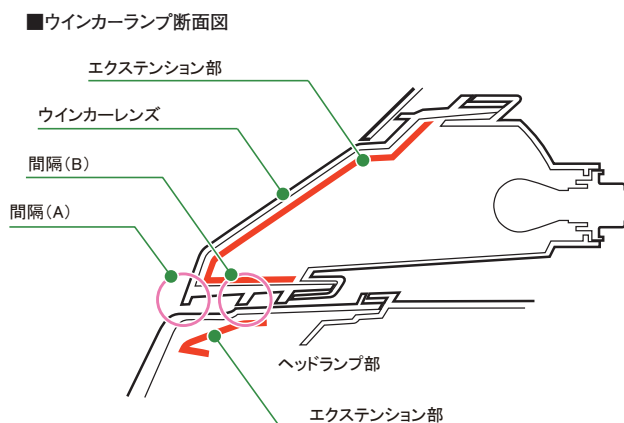 ■ウインカーランプ断面図
エクステンション部
ウインカーレンズ
間隔(B)
間隔(A)
ヘッドランプ部
エクステンション部